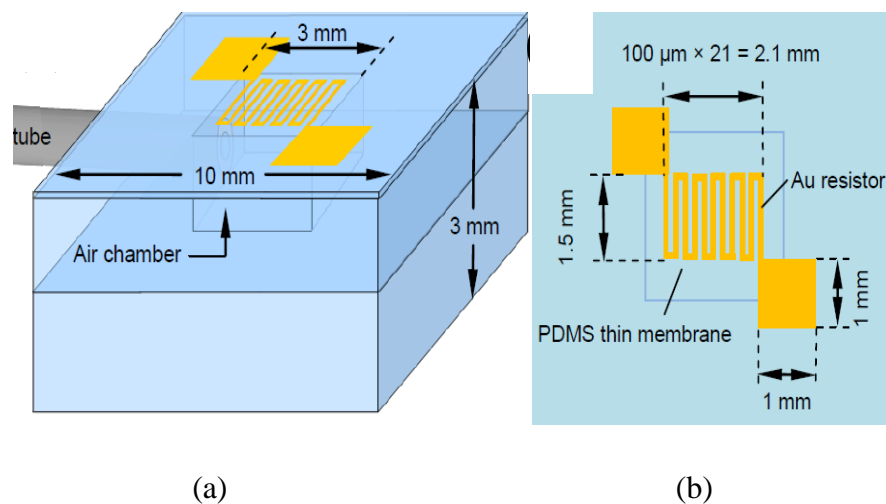 3 mm
tube
10 mm
Air chamber
3 mm
(a)
100 µm × 21 = 2.1 mm
Au resistor
1.5 mm
PDMS thin membrane
1 mm
1 mm
(b)